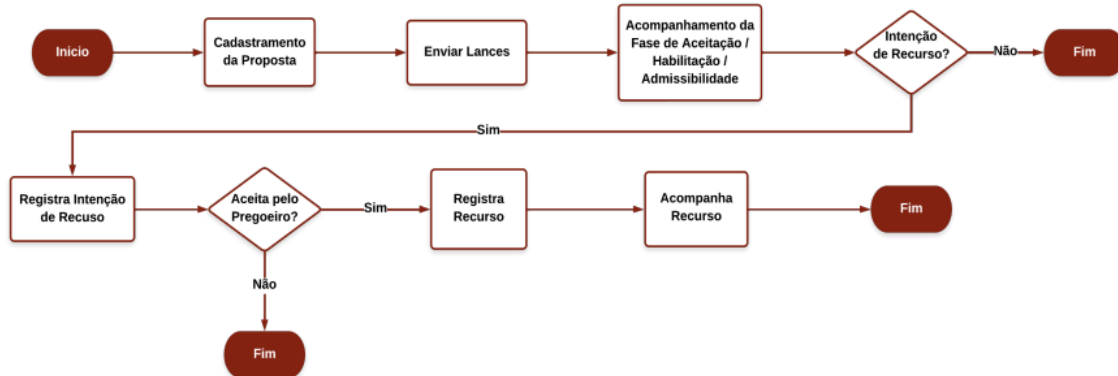 Inicio
Cadastramento
da Proposta
Enviar Lances
Acompanhamento da
Fase de Aceitação /
Habilitação /
Admissibilidade
Intenção
de Recurso?
Não
Fim
Sim
Registra Intenção
de Recuso
Aceita pelo
Pregoeiro?
Sim
Registra
Recurso
Acompanha
Recurso
Fim
Não
Fim